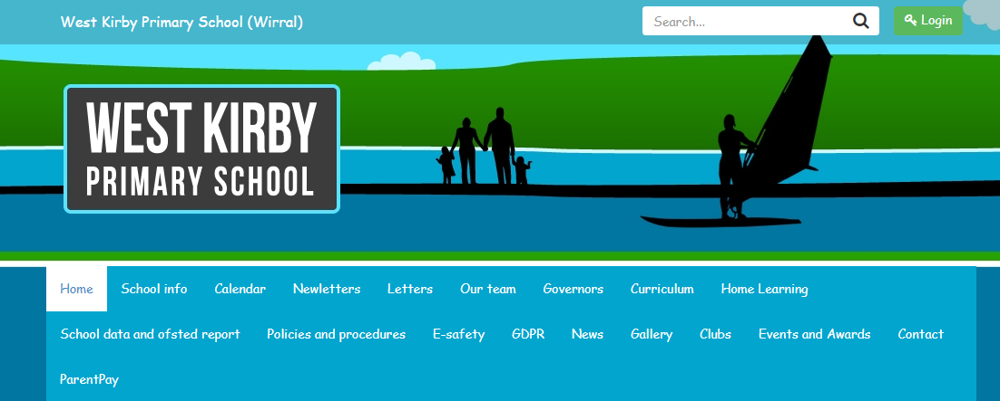 West Kirby Primary School (Wirral)
Search...
Login
WEST KIRBY
PRIMARY SCHOOL
Home School info Calendar Newletters Letters Our team Governors Curriculum Home Learning
School data and ofsted report Policies and procedures E-safety GDPR News Gallery Clubs Events and Awards Contact
ParentPay